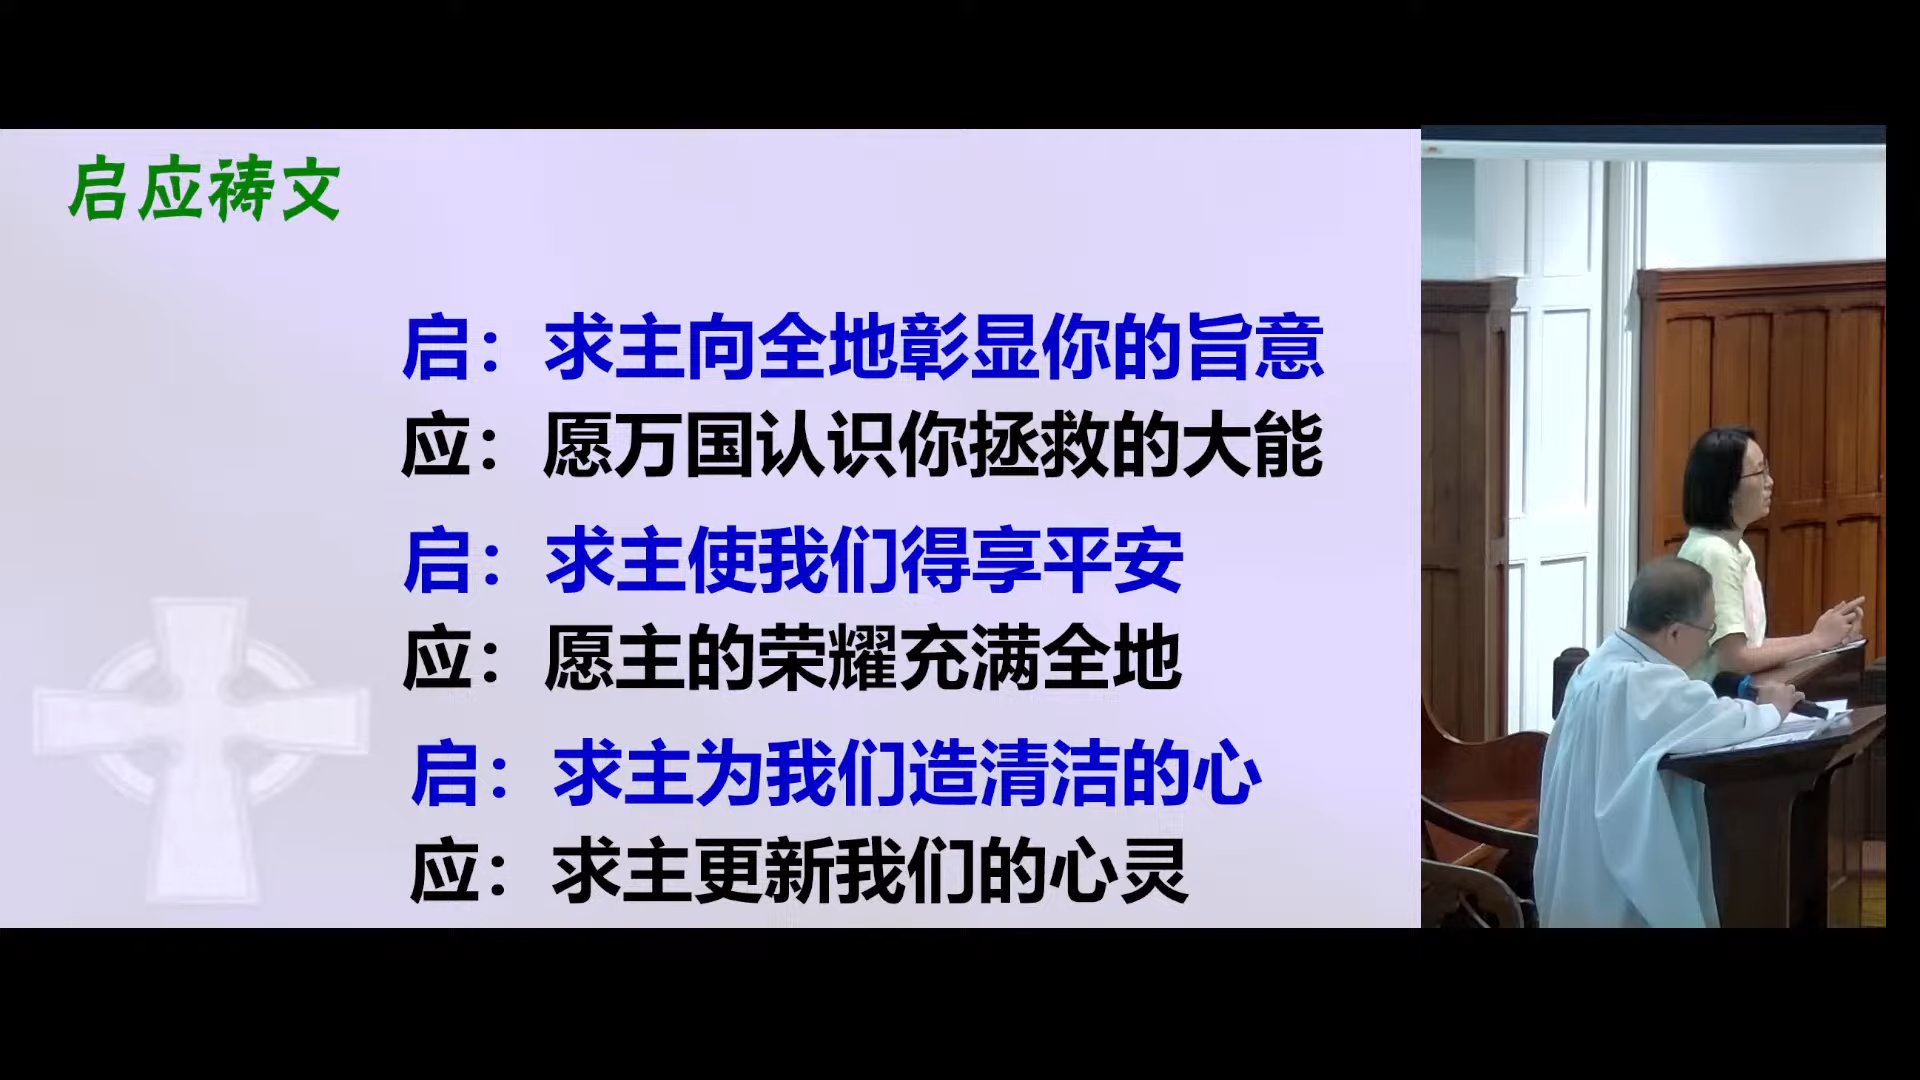 启应祷文
启：求主向全地彰显你的旨意
应：愿万国认识你拯救的大能
启：求主使我们得享平安
应：愿主的荣耀充满全地
启：求主为我们造清洁的心
应：求主更新我们的心灵